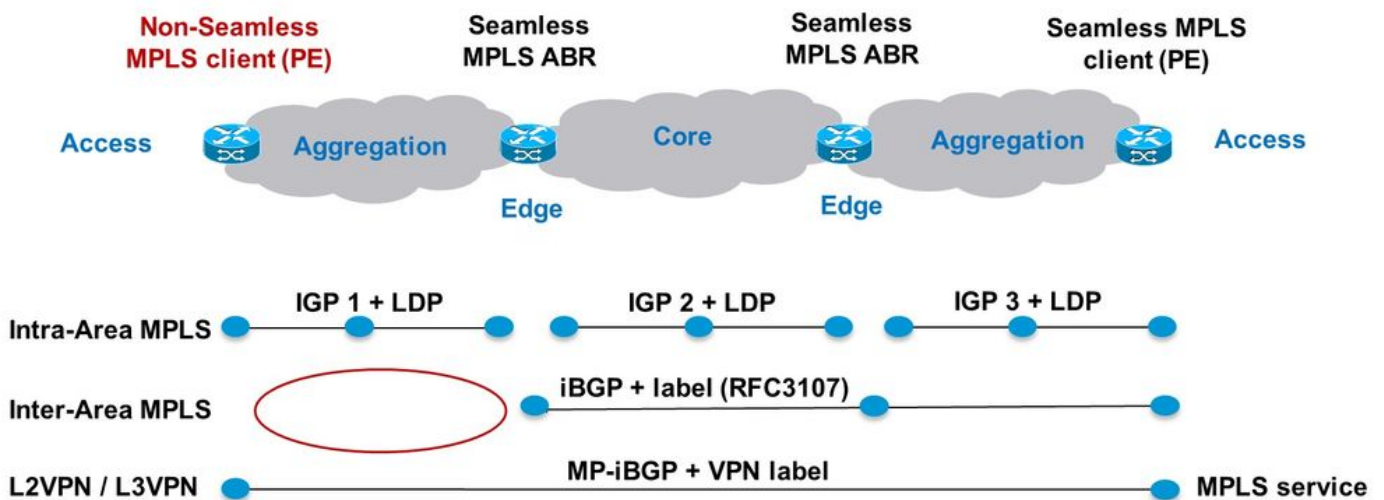 Non-Seamless
MPLS client (PE)
Seamless
MPLS ABR
Seamless
MPLS ABR
Seamless MPLS
client (PE)
Access
Aggregation
Core
Aggregation
Access
Edge
Edge
IGP 1 + LDP
IGP 2 + LDP
IGP 3 + LDP
Intra-Area MPLS
iBGP + label (RFC3107)
Inter-Area MPLS
MP-iBGP + VPN label
L2VPN / L3VPN
MPLS service